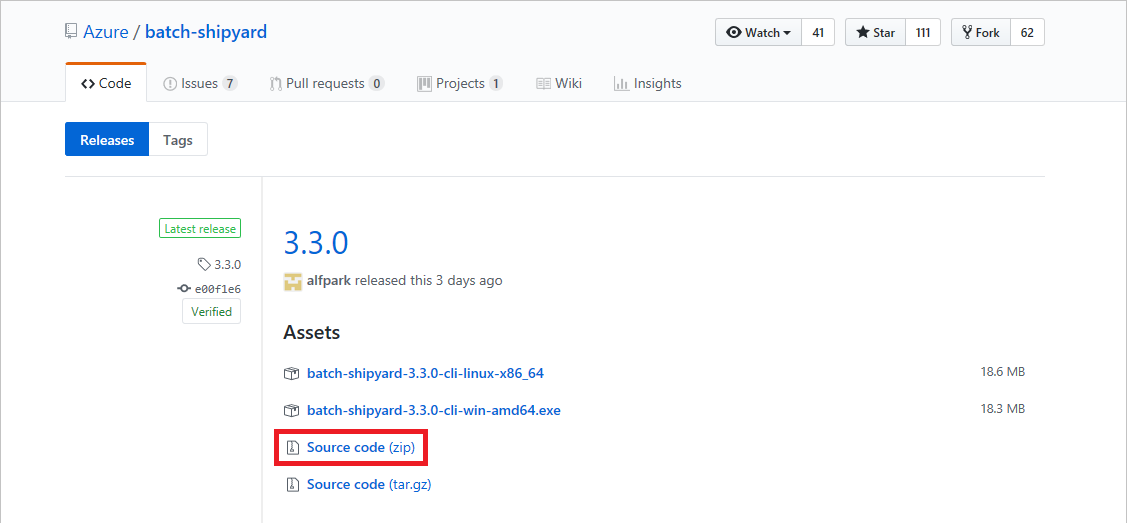 Azure / batch-shipyard
Watch 41 Star 111 Fork 62
Code Issues 7 Pull requests 0 Projects 1 Wiki Insights
Releases Tags
Latest release
3.3.0
e00f1e6
Verified
3.3.0
alfpark released this 3 days ago
Assets
batch-shipyard-3.3.0-cli-linux-x86_64 18.6 MB
batch-shipyard-3.3.0-cli-win-amd64.exe 18.3 MB
Source code (zip)
Source code (tar.gz)